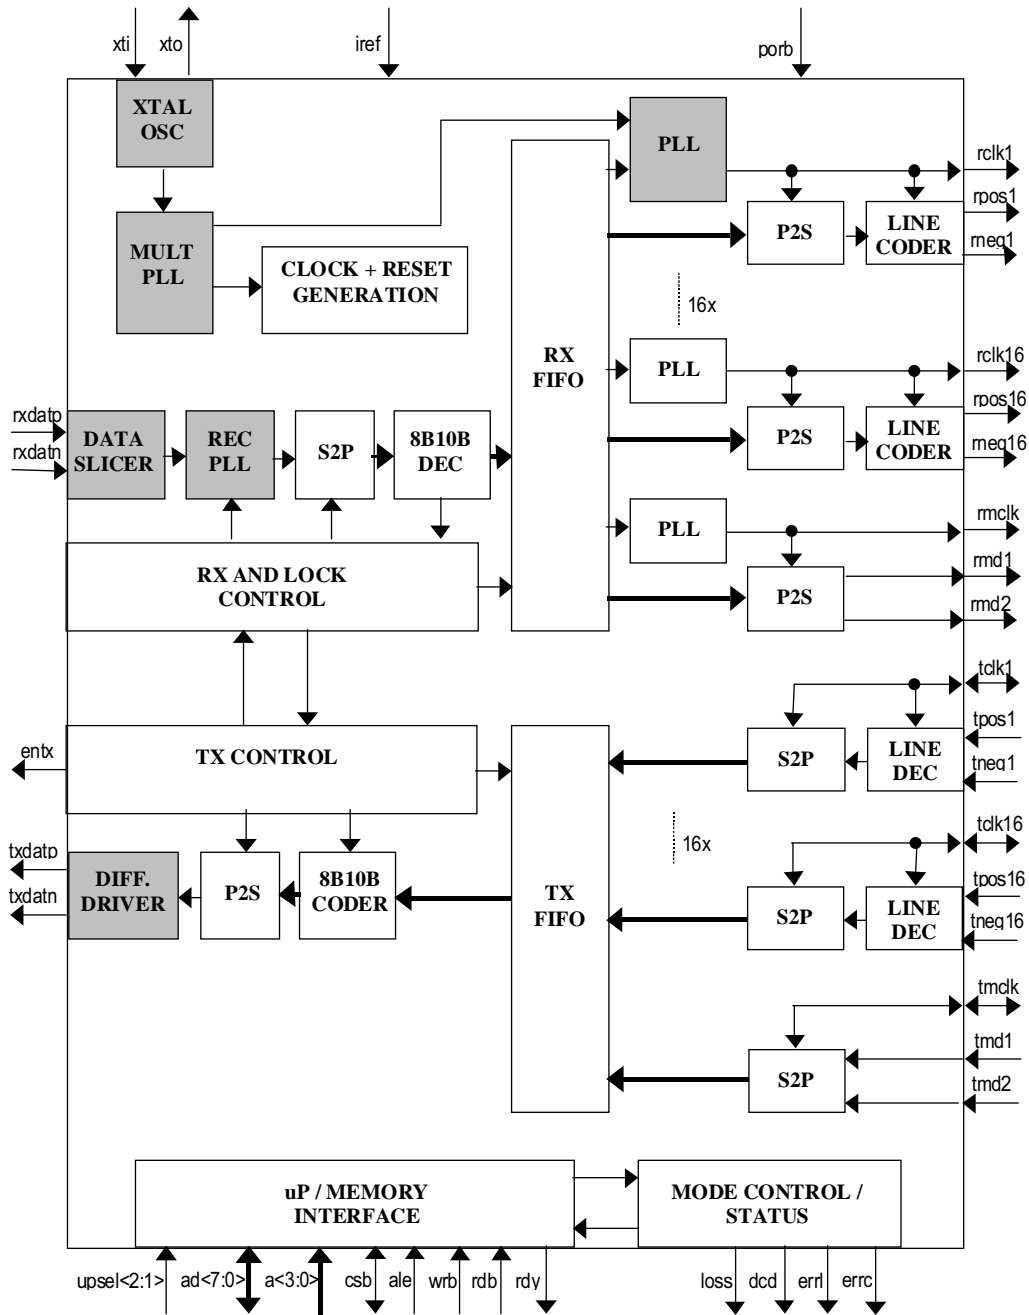 xti
xto
iref
porb
XTAL
OSC
PLL
rclk1
rpos1
rneg1
MULT
PLL
P2S
LINE
CODER
CLOCK + RESET
GENERATION
16x
RX
FIFO
PLL
rclk16
rpos16
rneg16
P2S
LINE
CODER
rxdatp
rxdatn
DATA
SLICER
REC
PLL
S2P
8B10B
DEC
PLL
rmclk
rmd1
rmd2
P2S
RX AND LOCK
CONTROL
tclk1
tpos1
tneg1
S2P
LINE
DEC
entx
TX CONTROL
16x
tclk16
tpos16
tneg16
txdatp
txdatn
DIFF.
DRIVER
P2S
8B10B
CODER
TX
FIFO
S2P
LINE
DEC
tmclk
tmd1
tmd2
S2P
uP / MEMORY
INTERFACE
MODE CONTROL /
STATUS
upsel<2:1>
ad<7:0>
a<3:0>
csb
ale
wrb
rdb
rdy
loss
dcd
errl
errc